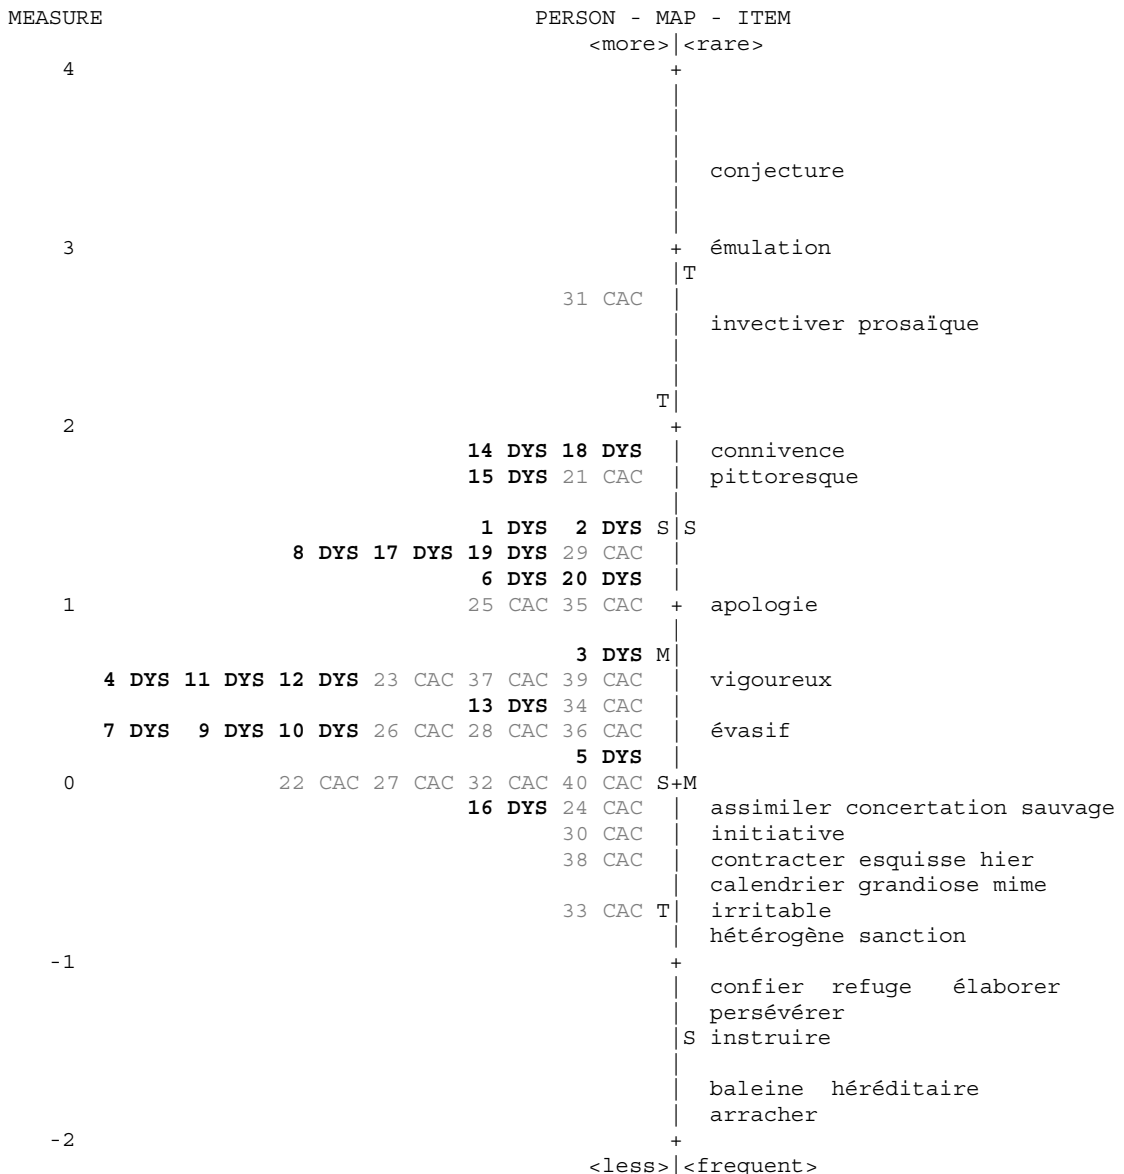 MEASURE PERSON - MAP - ITEM
<more>|<rare>
4 +
|
|
|
| conjecture
|
|
3 + émulation
|T
31 CAC |
| invectiver prosaïque
|
|
T|
2 +
14 DYS 18 DYS | connivence
15 DYS 21 CAC | pittoresque
|
1 DYS 2 DYS S|S
8 DYS 17 DYS 19 DYS 29 CAC |
6 DYS 20 DYS |
1 25 CAC 35 CAC + apologie
|
3 DYS M|
4 DYS 11 DYS 12 DYS 23 CAC 37 CAC 39 CAC | vigoureux
13 DYS 34 CAC |
7 DYS 9 DYS 10 DYS 26 CAC 28 CAC 36 CAC | évasif
5 DYS |
0 22 CAC 27 CAC 32 CAC 40 CAC S+M
16 DYS 24 CAC | assimiler concertation sauvage
30 CAC | initiative
38 CAC | contracter esquisse hier
| calendrier grandiose mime
33 CAC T| irritable
| hétérogène sanction
-1 +
| confier refuge élaborer
| persévérer
|S instruire
|
| baleine héréditaire
| arracher
-2 +
<less>|<frequent>